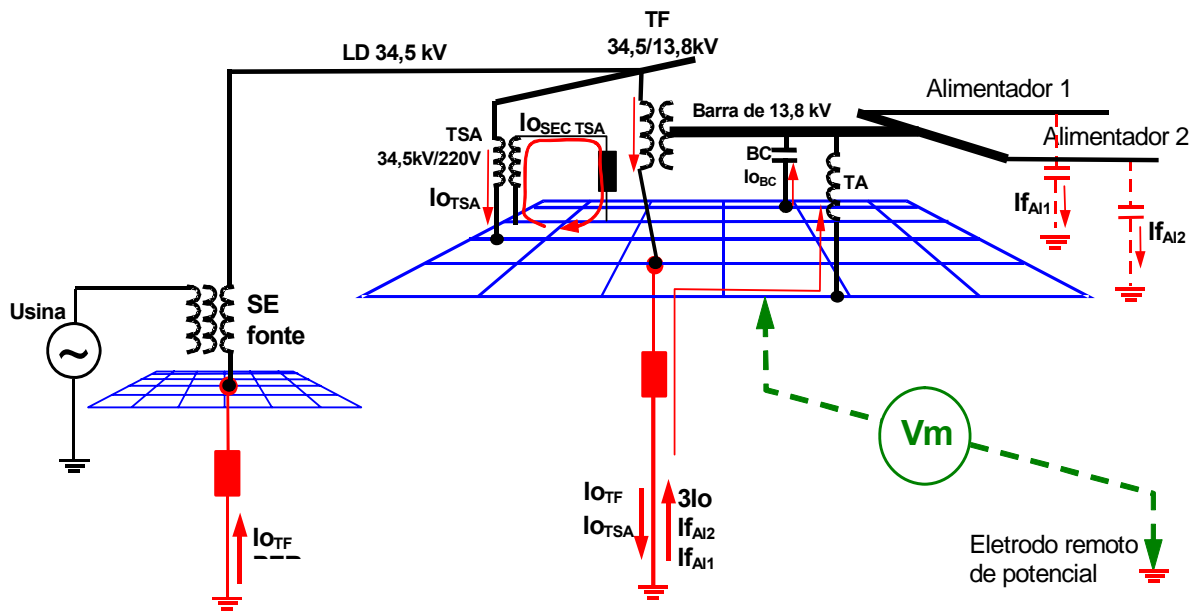 TF
34,5/13,8kV
LD 34,5 kV
Alimentador 1
Barra de 13,8 kV
Alimentador 2
TSA
34,5kV/220V
IoSEC TSA
IoTSA
BC
IoBC
TA
IfAl1
IfAl2
Usina
SE
fonte
Vm
IoTF
IoTSA
3Io
IfAl2
IfAl1
IoTF
Eletrodo remoto
de potencial